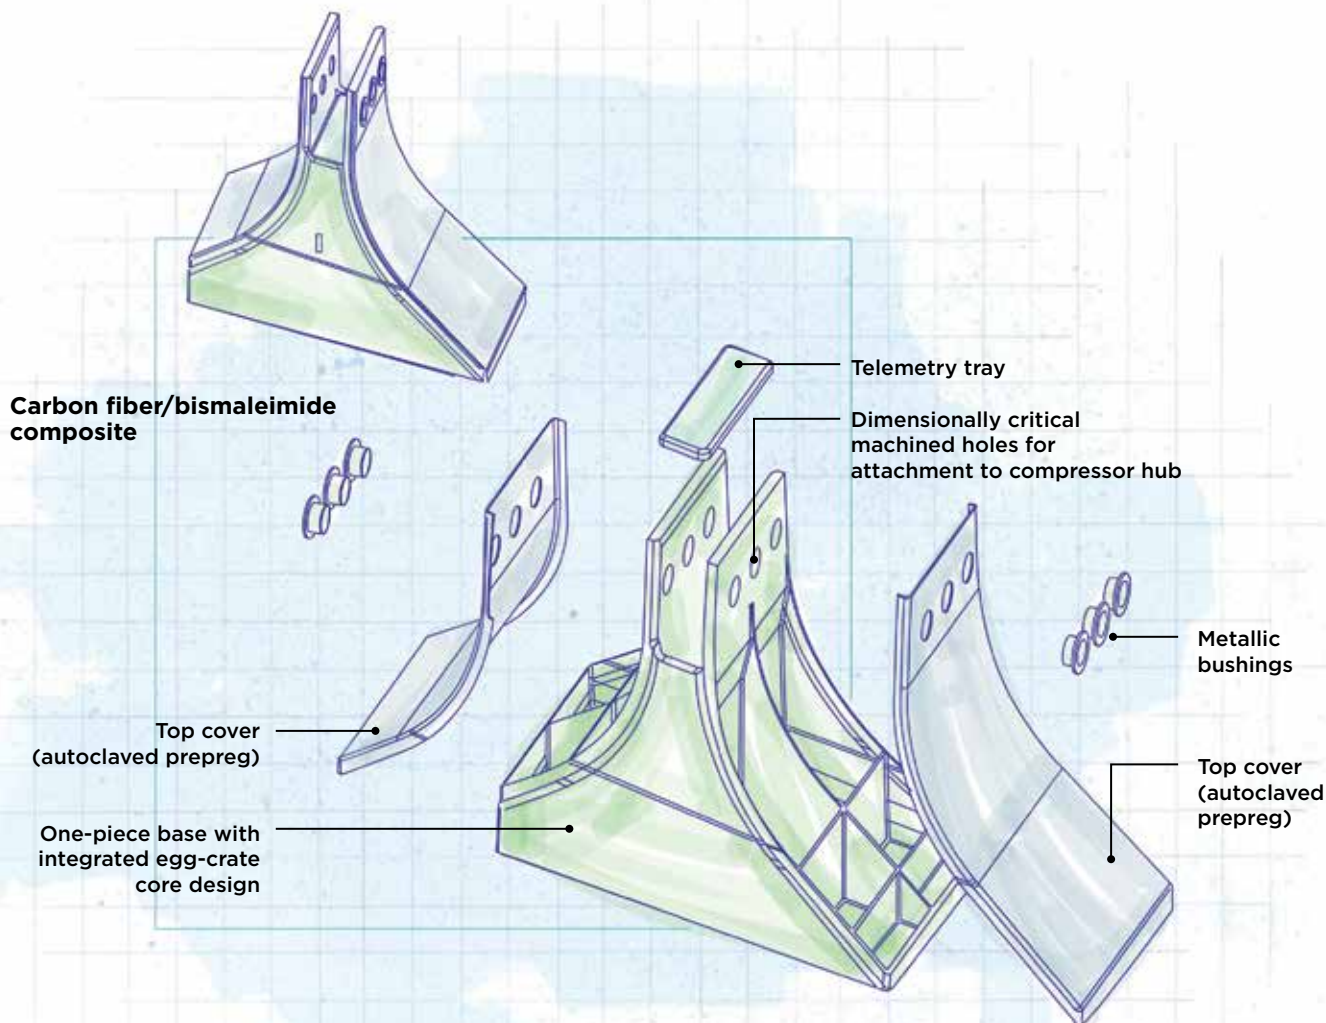 Carbon fiber/bismaleimide
composite
Telemetry tray
Dimensionally critical
machined holes for
attachment to compressor hub
Metallic
bushings
Top cover
(autoclaved prepreg)
Top cover
(autoclaved
prepreg)
One-piece base with
integrated egg-crate
core design